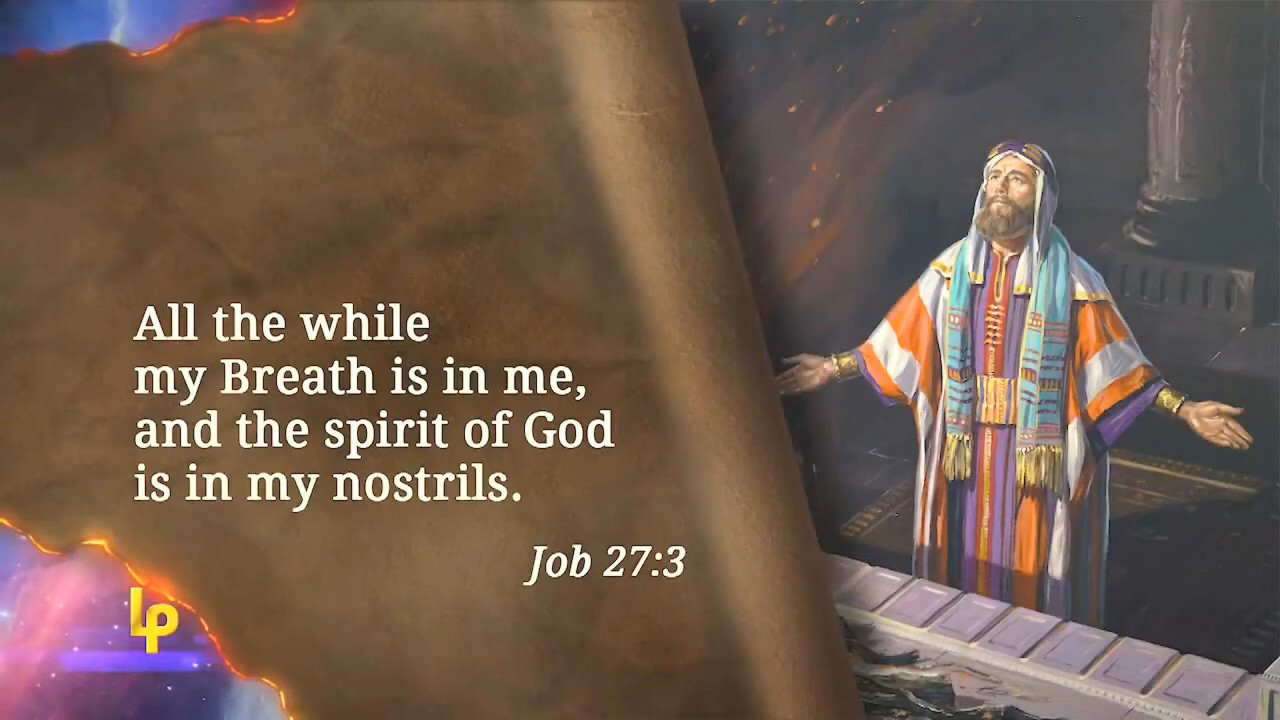 All the while
my Breath is in me,
and the spirit of God
is in my nostrils.
Job 27:3
LP